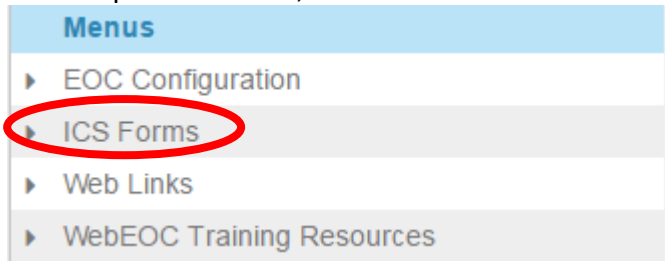 Menus
EOC Configuration
ICS Forms
Web Links
WebEOC Training Resources